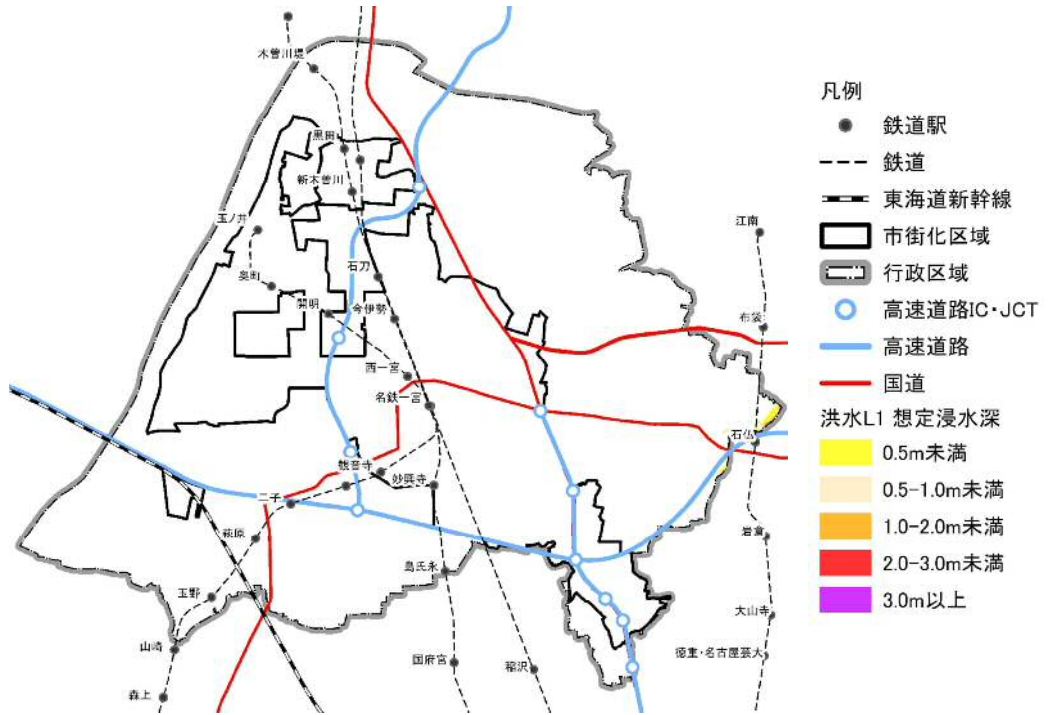 木曽川堤
黒田
新木曽川
玉ノ井
石刀
奥町
開明
今伊勢
西一宮
名鉄一宮
観音寺
二子
妙興寺
萩原
島氏永
玉野
山崎
森上
国府宮
稲沢
江南
布袋
石仏
岩倉
大山寺
徳重・名古屋芸大
凡例
鉄道駅
鉄道
東海道新幹線
市街化区域
行政区域
高速道路IC・JCT
高速道路
国道
洪水L1 想定浸水深
0.5m未満
0.5-1.0m未満
1.0-2.0m未満
2.0-3.0m未満
3.0m以上